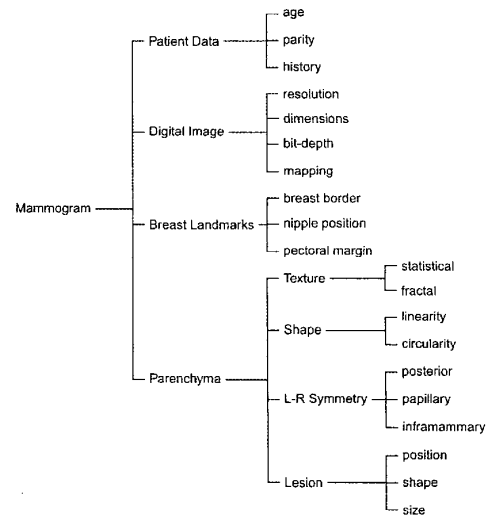 Mammogram
Patient Data
age
parity
history
Digital Image
resolution
dimensions
bit-depth
mapping
Breast Landmarks
breast border
nipple position
pectoral margin
Parenchyma
Texture
statistical
fractal
Shape
linearity
circularity
L-R Symmetry
posterior
papillary
inframammary
Lesion
position
shape
size